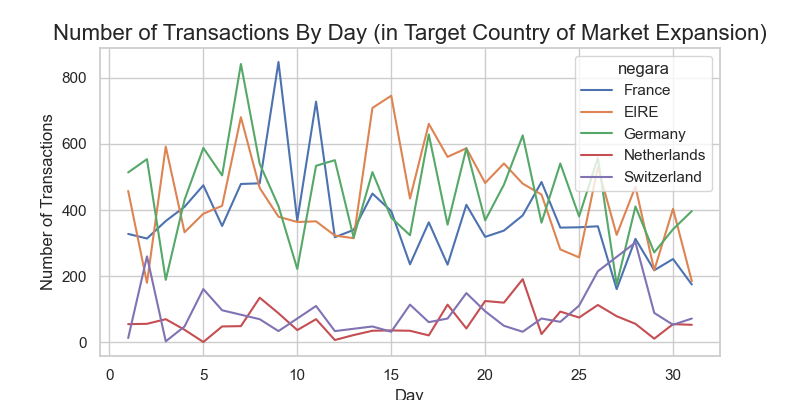 Number of Transactions By Day (in Target Country of Market Expansion)
negara
France
EIRE
Germany
Netherlands
Switzerland
Number of Transactions
800
600
400
200
0
0 5 10 15 20 25 30
Day